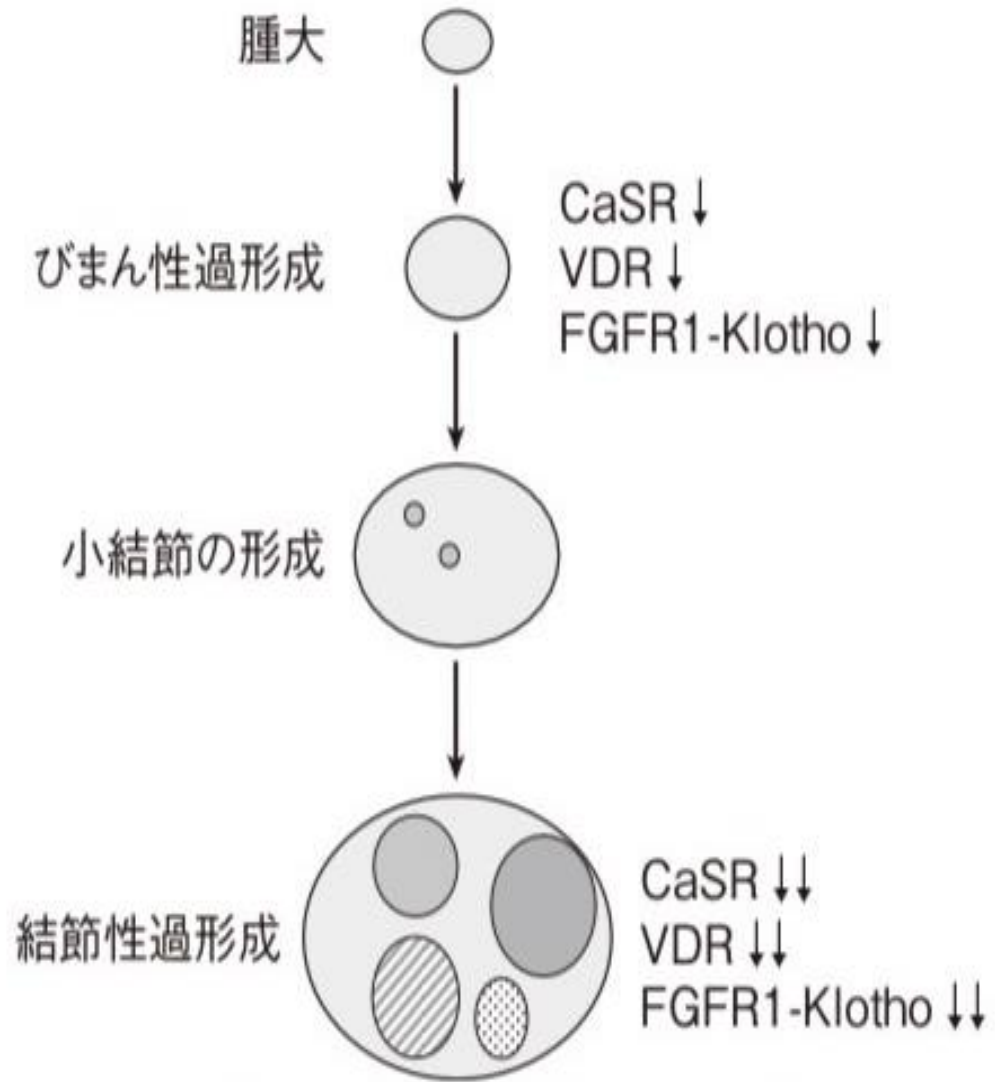 腫大
びまん性過形成
CaSR ↓
VDR ↓
FGFR1-Klotho ↓
小結節の形成
結節性過形成
CaSR ↓↓
VDR ↓↓
FGFR1-Klotho ↓↓